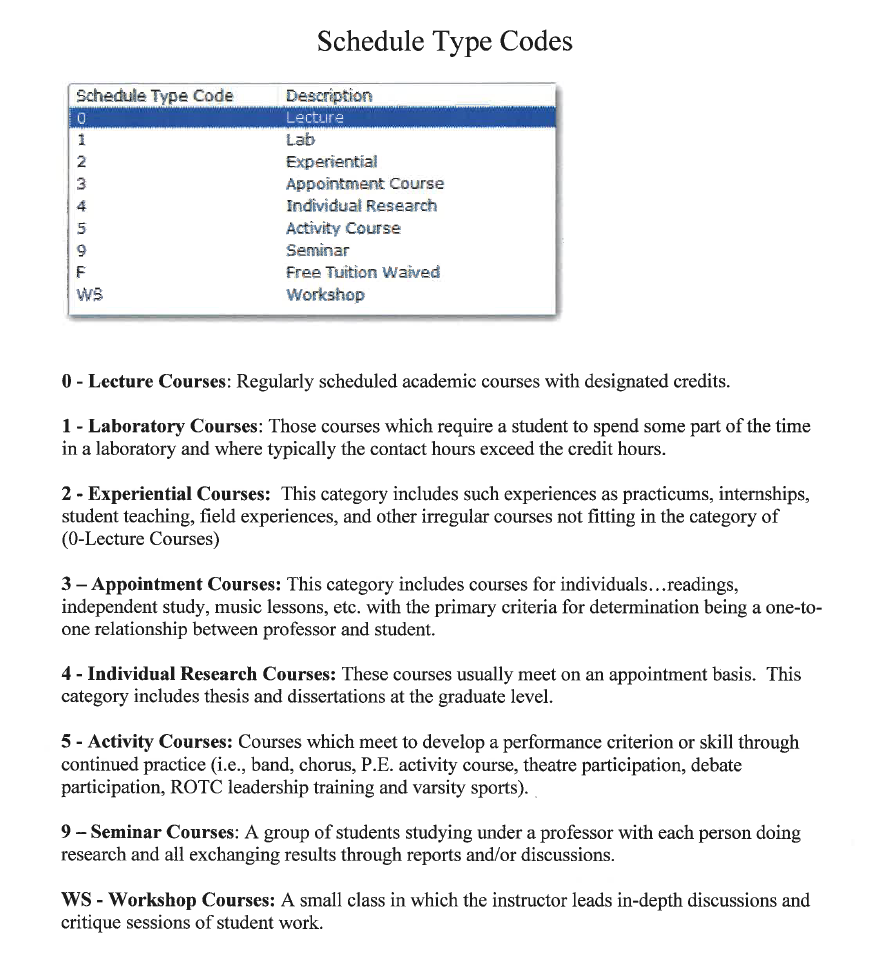 Schedule Type Codes
Schedule Type Code Description
0 Lecture
1 Lab
2 Experiential
3 Appointment Course
4 Individual Research
5 Activity Course
9 Seminar
F Free Tuition Waived
WS Workshop
0 - Lecture Courses: Regularly scheduled academic courses with designated credits.
1 - Laboratory Courses: Those courses which require a student to spend some part of the time
in a laboratory and where typically the contact hours exceed the credit hours.
2 - Experiential Courses: This category includes such experiences as practicums, internships,
student teaching, field experiences, and other irregular courses not fitting in the category of
(0-Lecture Courses)
3 – Appointment Courses: This category includes courses for individuals…readings,
independent study, music lessons, etc. with the primary criteria for determination being a one-to-
one relationship between professor and student.
4 - Individual Research Courses: These courses usually meet on an appointment basis. This
category includes thesis and dissertations at the graduate level.
5 - Activity Courses: Courses which meet to develop a performance criterion or skill through
continued practice (i.e., band, chorus, P.E. activity course, theatre participation, debate
participation, ROTC leadership training and varsity sports).
9 – Seminar Courses: A group of students studying under a professor with each person doing
research and all exchanging results through reports and/or discussions.
WS - Workshop Courses: A small class in which the instructor leads in-depth discussions and
critique sessions of student work.